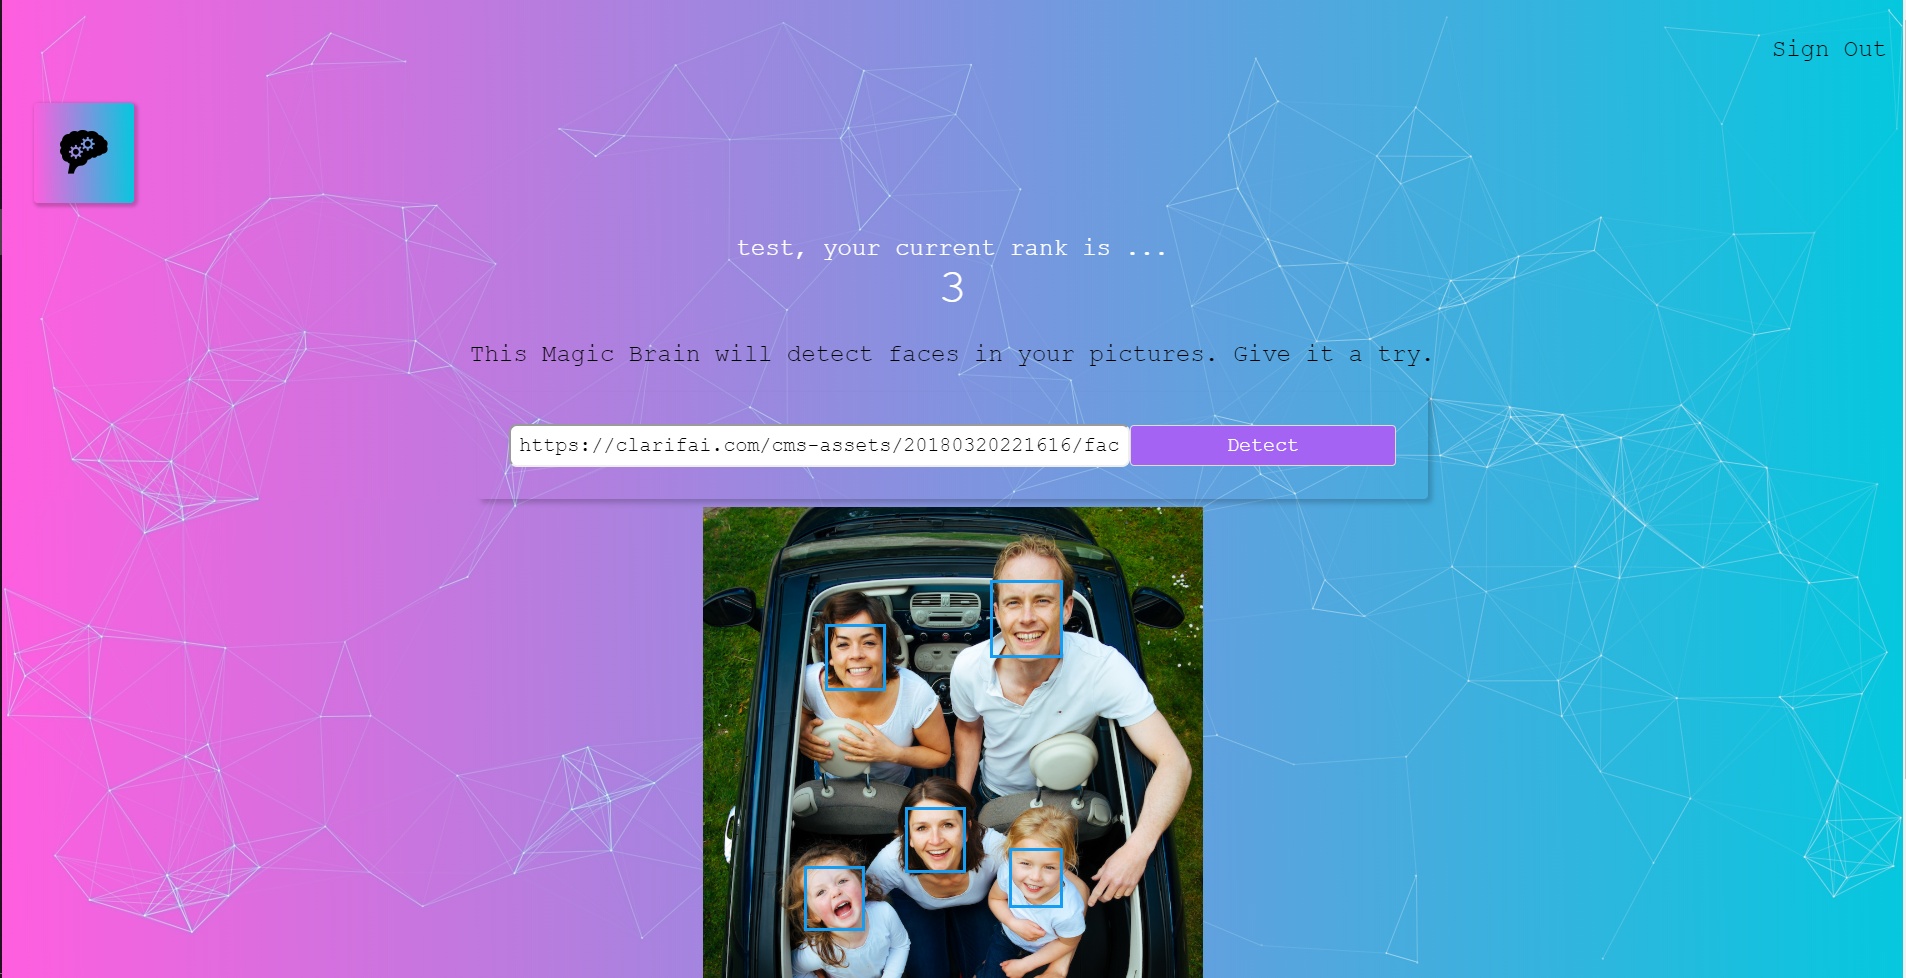 Sign Out
test, your current rank is ...
3
This Magic Brain will detect faces in your pictures. Give it a try.
https://clarifai.com/cms-assets/20180320221616/fac
Detect